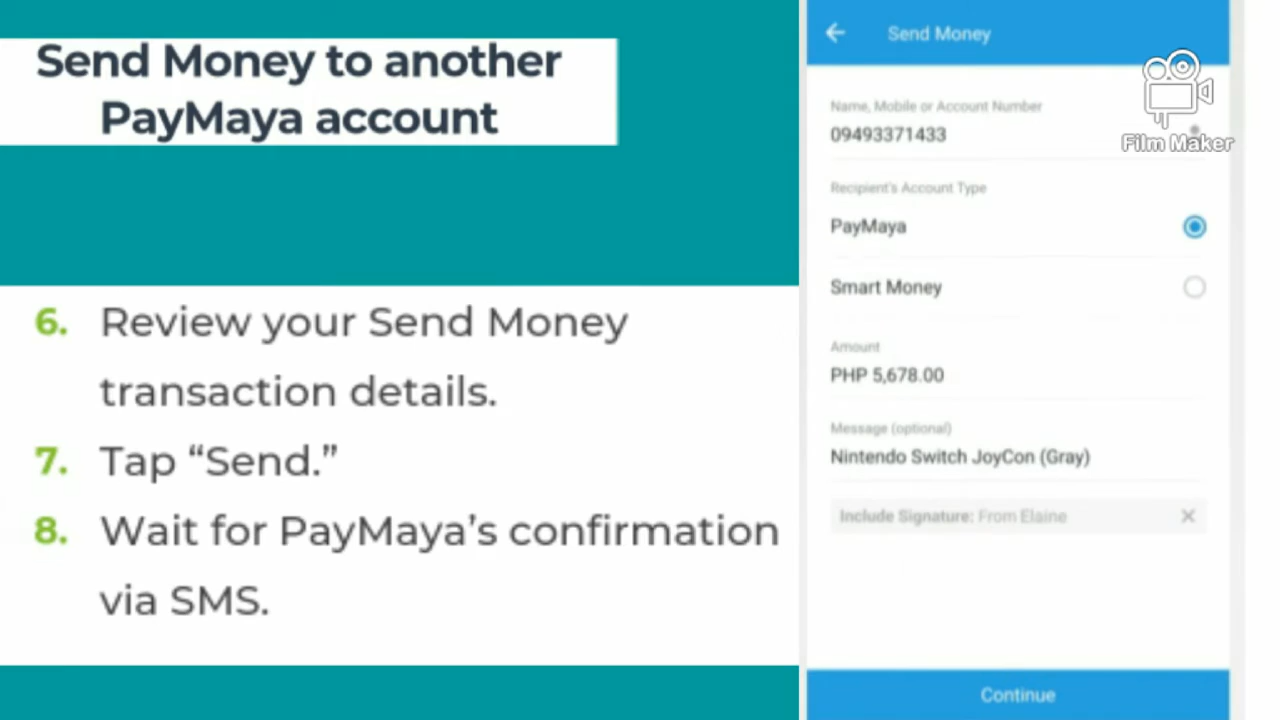 Send Money to another
PayMaya account
6. Review your Send Money
transaction details.
7. Tap “Send.”
8. Wait for PayMaya’s confirmation
via SMS.
Send Money
Film Maker
Name, Mobile or Account Number
09493371433
Recipient's Account Type
PayMaya
Smart Money
Amount
PHP 5,678.00
Message (optional)
Nintendo Switch JoyCon (Gray)
Include Signature: From Elaine
Continue